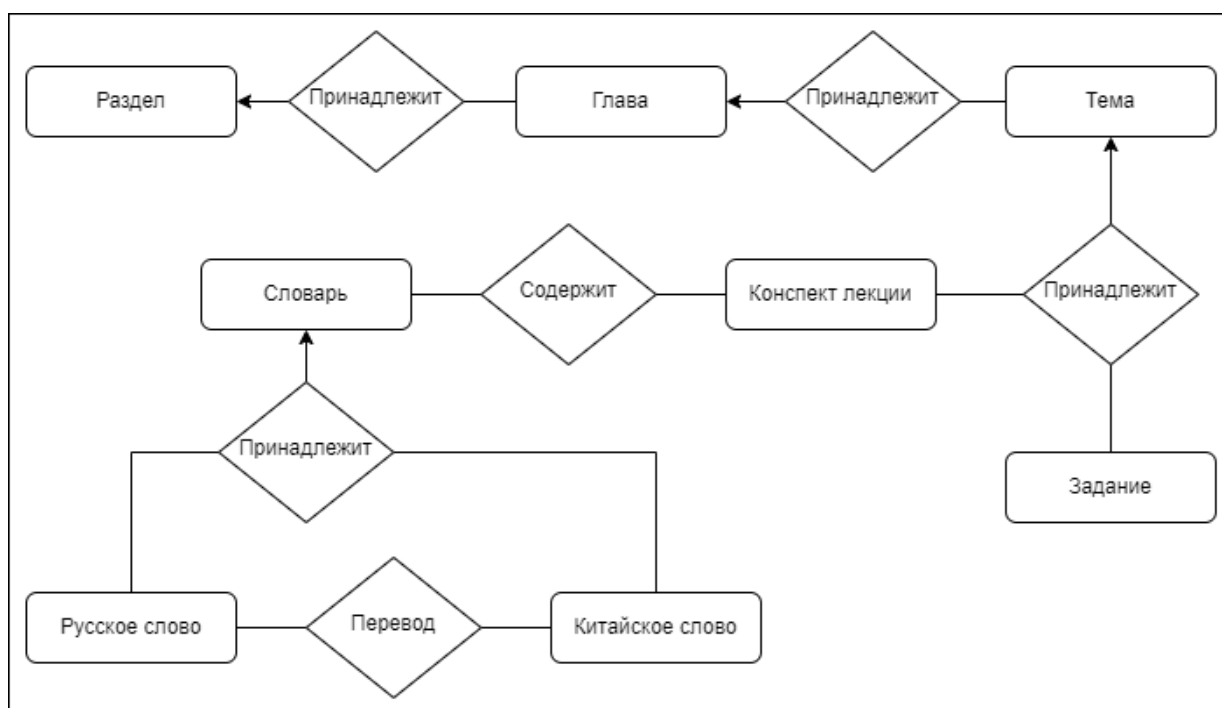 Раздел
Принадлежит
Глава
Принадлежит
Тема
Словарь
Содержит
Конспект лекции
Принадлежит
Принадлежит
Задание
Русское слово
Перевод
Китайское слово